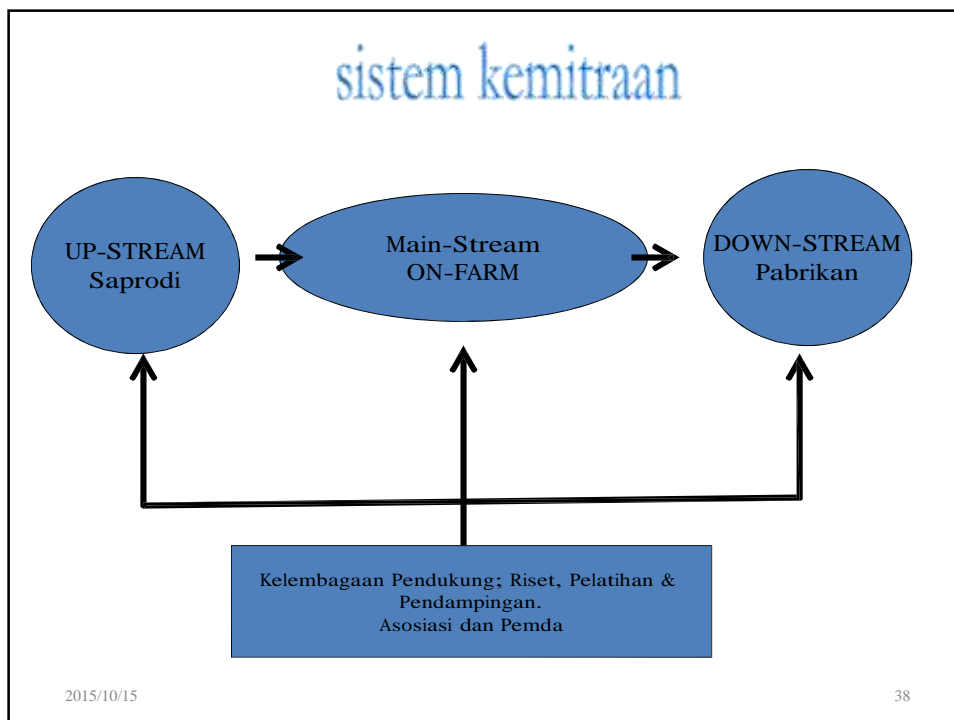 sistem kemitraan
UP-STREAM
Saprodi
Main-Stream
ON-FARM
DOWN-STREAM
Pabrikan
Kelembagaan Pendukung; Riset, Pelatihan &
Pendampingan.
Asosiasi dan Pemda
2015/10/15
38